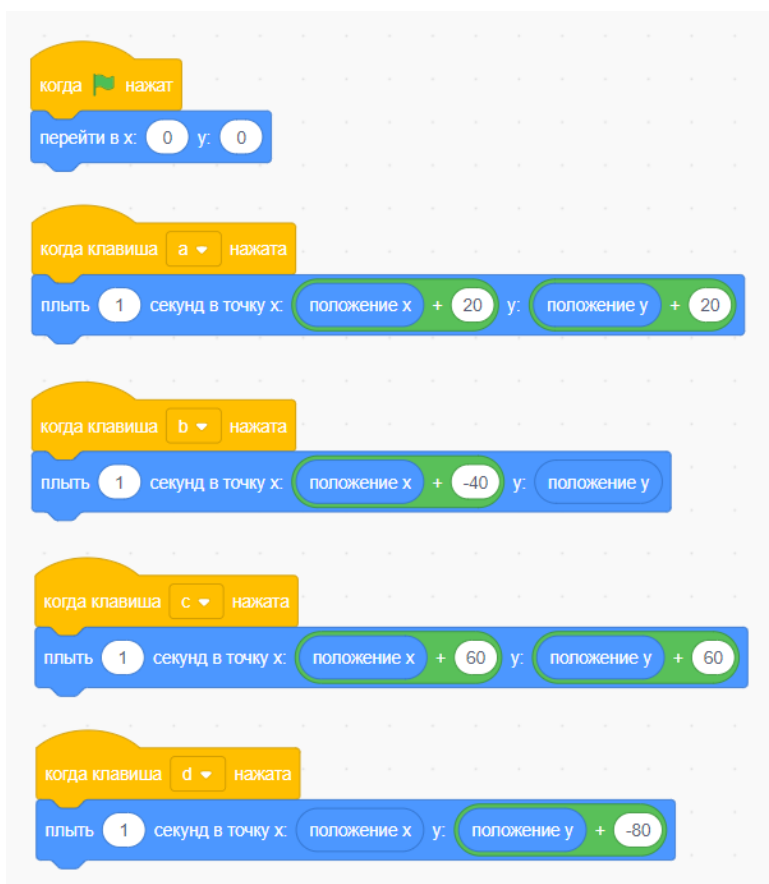 когда нажат
перейти в x: 0 y: 0
когда клавиша a нажата
плыть 1 секунд в точку x: положение x + 20 y: положение y + 20
когда клавиша b нажата
плыть 1 секунд в точку x: положение x + -40 y: положение y
когда клавиша c нажата
плыть 1 секунд в точку x: положение x + 60 y: положение y + 60
когда клавиша d нажата
плыть 1 секунд в точку x: положение x y: положение y + -80